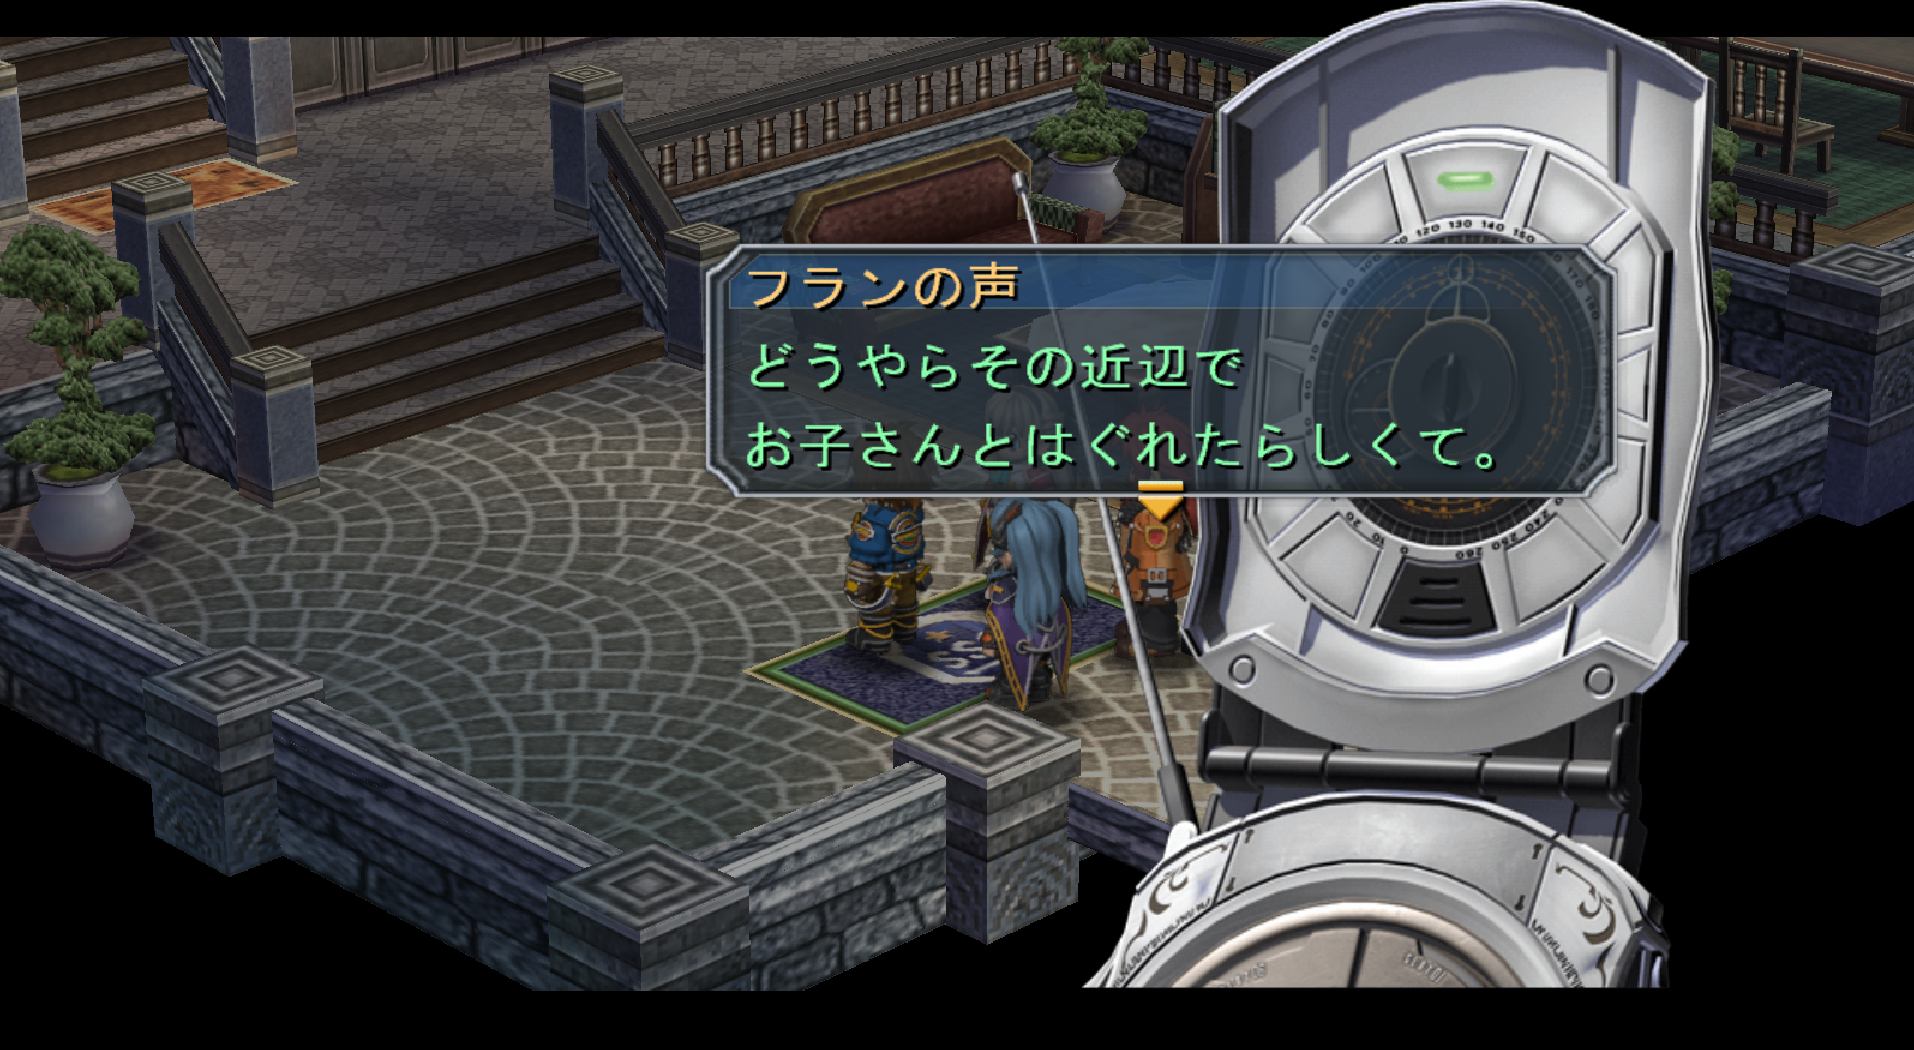 フランの声
どうやらその近辺で
お子さんとはぐれたらしくて。